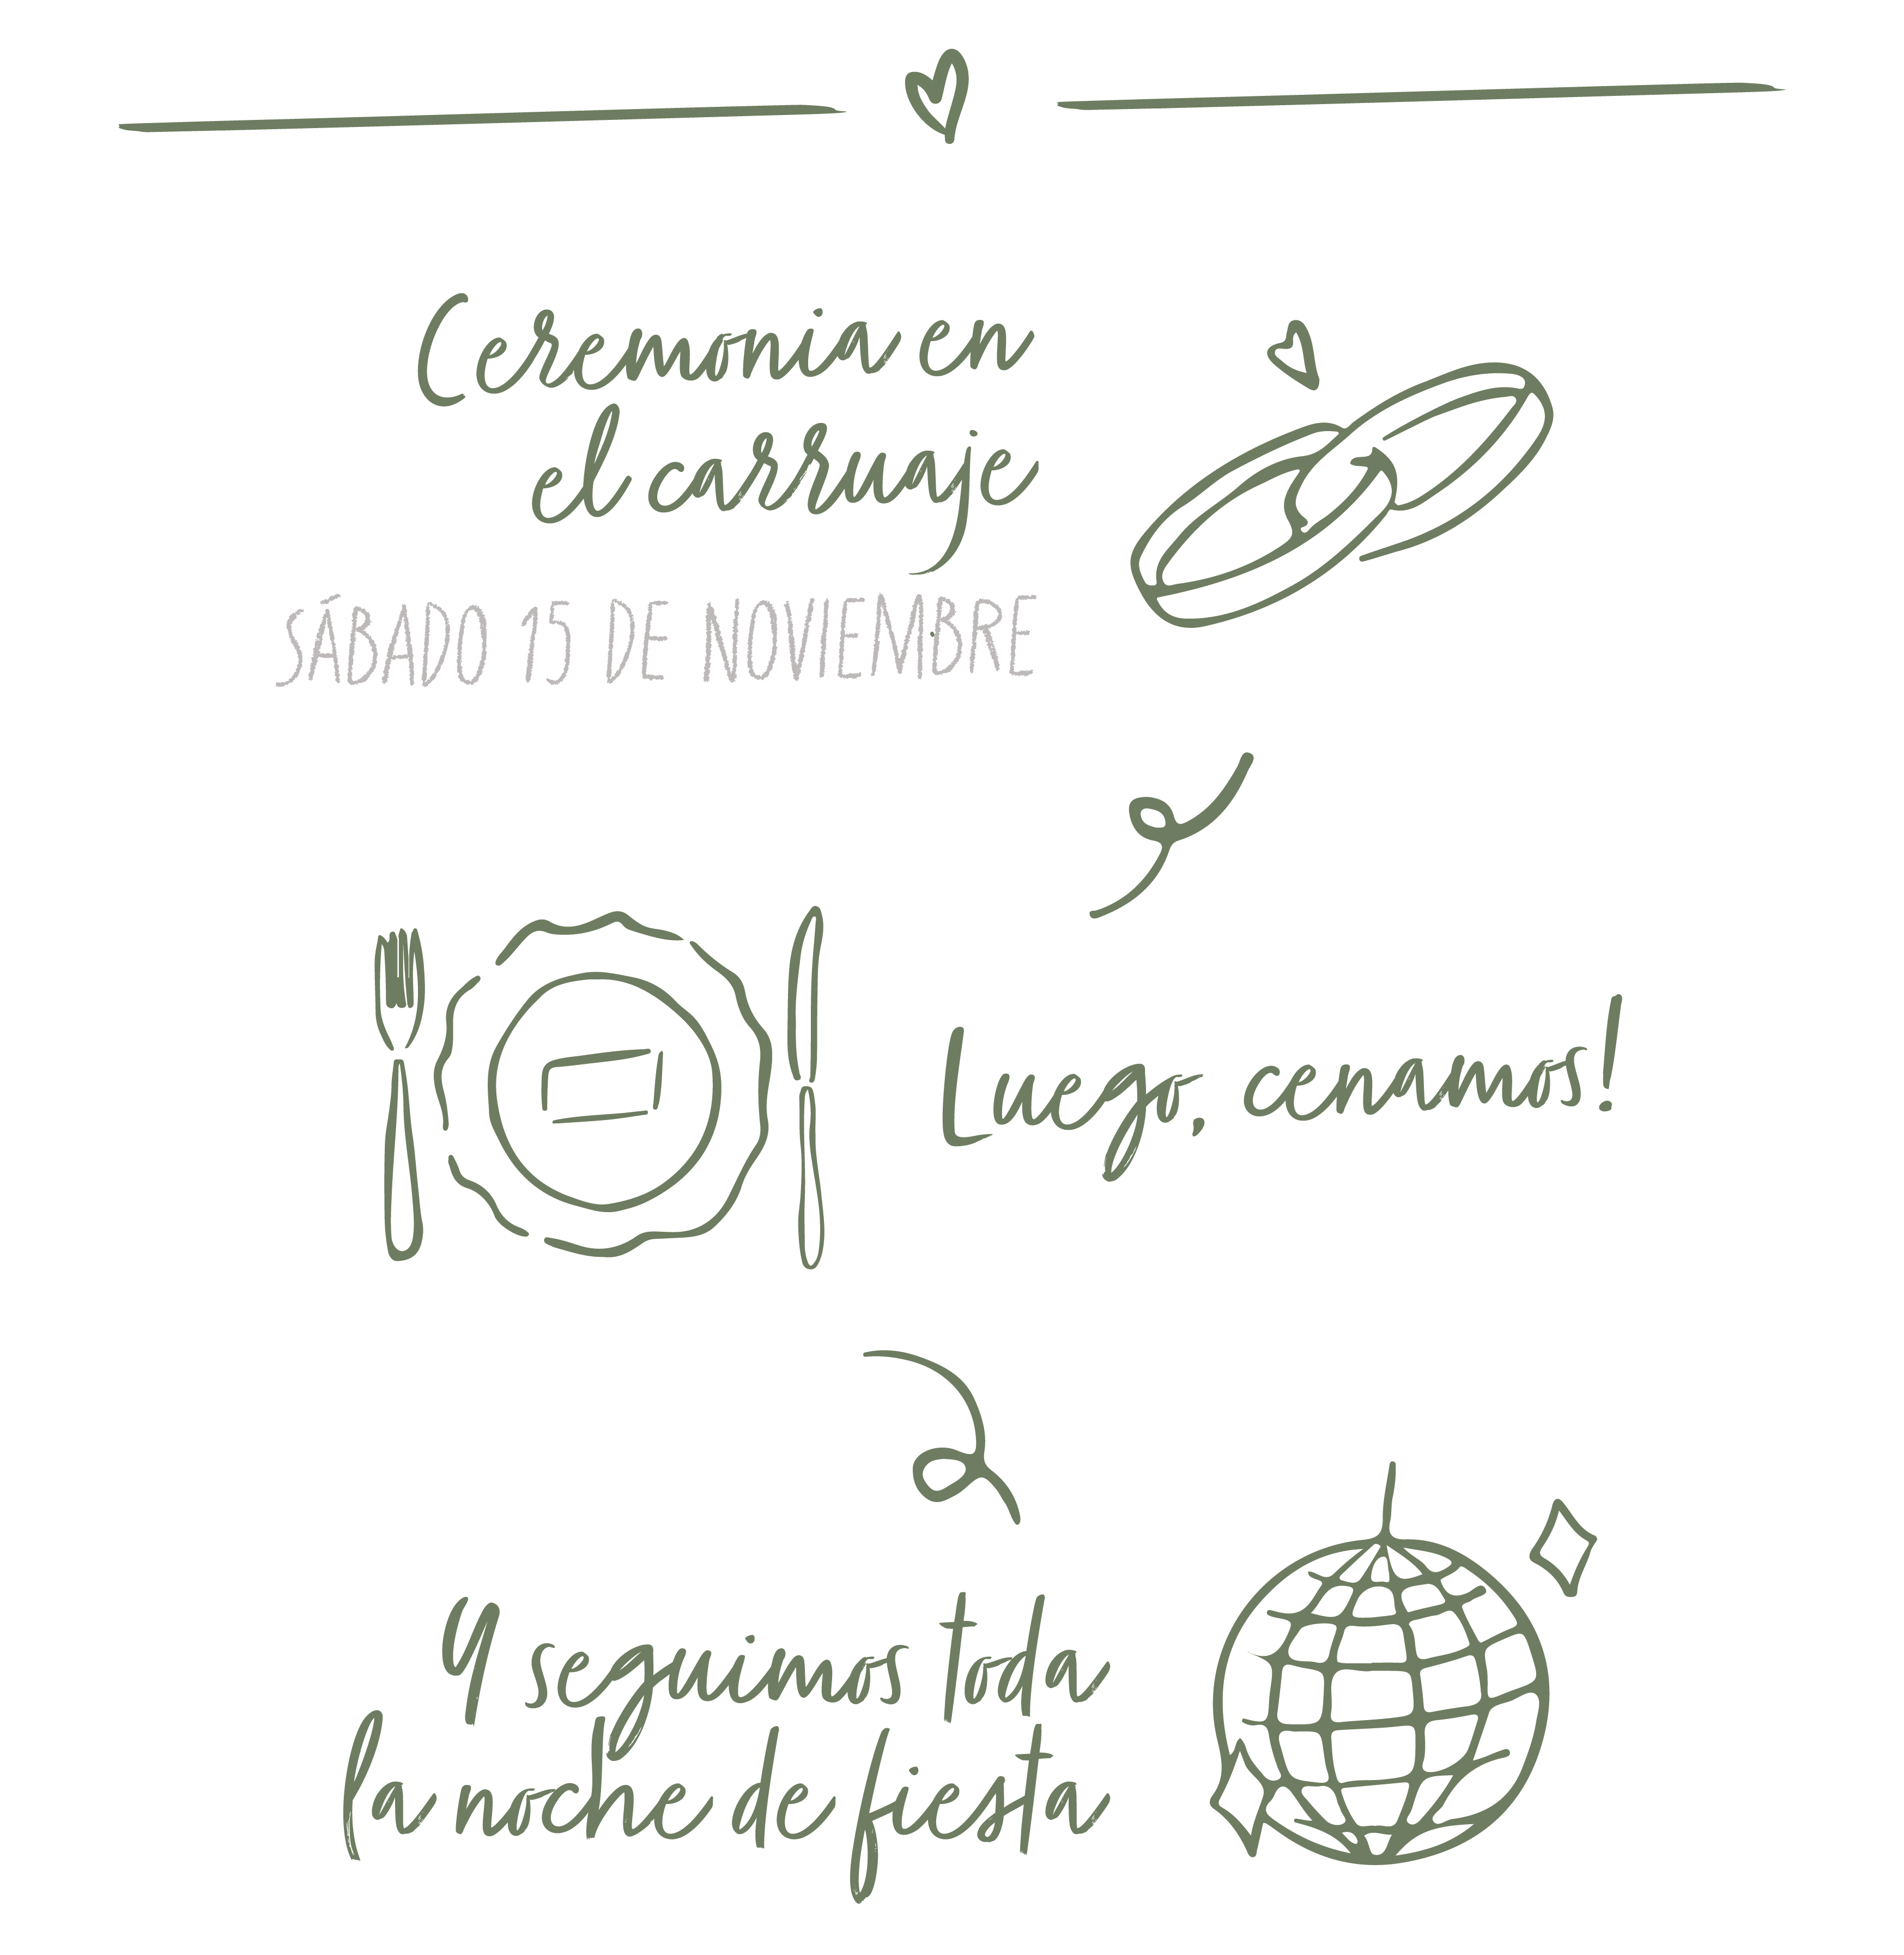 Ceremonia en
el carruaje
SÁBADO 15 DE NOVIEMBRE
Luego, cenamos!
Y seguimos toda
la noche de fiesta